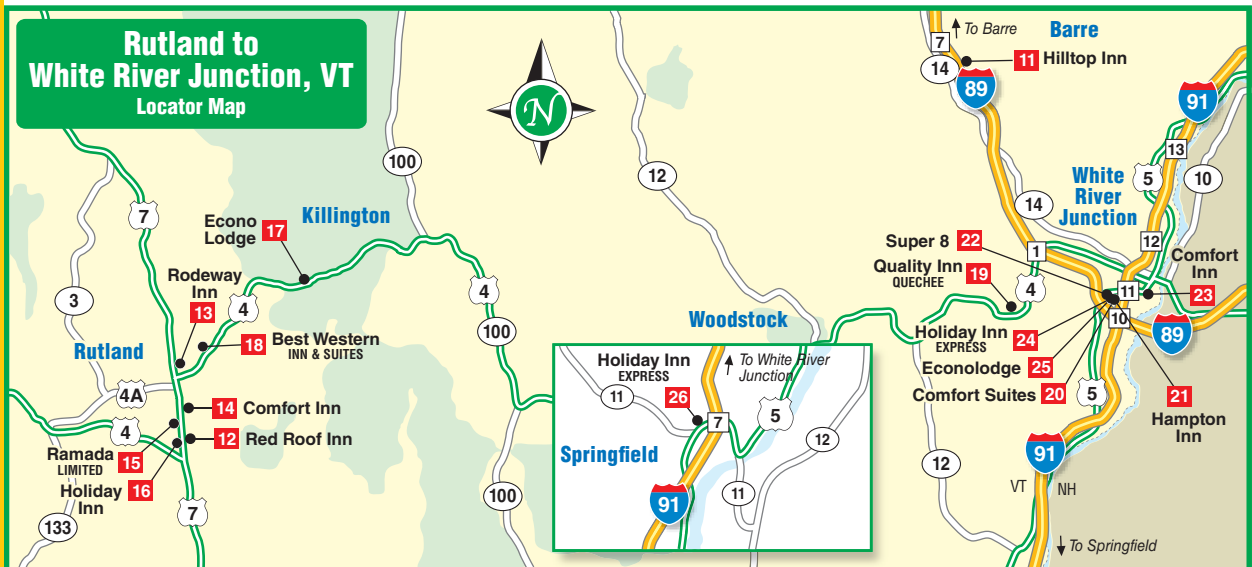 Rutland to
White River Junction, VT
Locator Map
N
To Barre
Barre
7
14
11 Hilltop Inn
89
91
13
5
10
100
12
White
River
Junction
14
7
Econo
Lodge
17
Killington
12
1
Super 8 22
Comfort
Inn
23
Rodeway
Inn
13
Quality Inn
QUECHEE
19
4
11
3
4
4
100
10
89
Woodstock
Rutland
18 Best Western
INN & SUITES
Holiday Inn
EXPRESS
24
Econolodge 25
Comfort Suites 20
5
21
Hampton
Inn
4A
14 Comfort Inn
4
12 Red Roof Inn
Ramada
LIMITED
15
Holiday
Inn
16
Holiday Inn
EXPRESS
26
To White River
Junction
11
7
5
12
Springfield
11
91
12
91
VT
NH
100
133
7
To Springfield